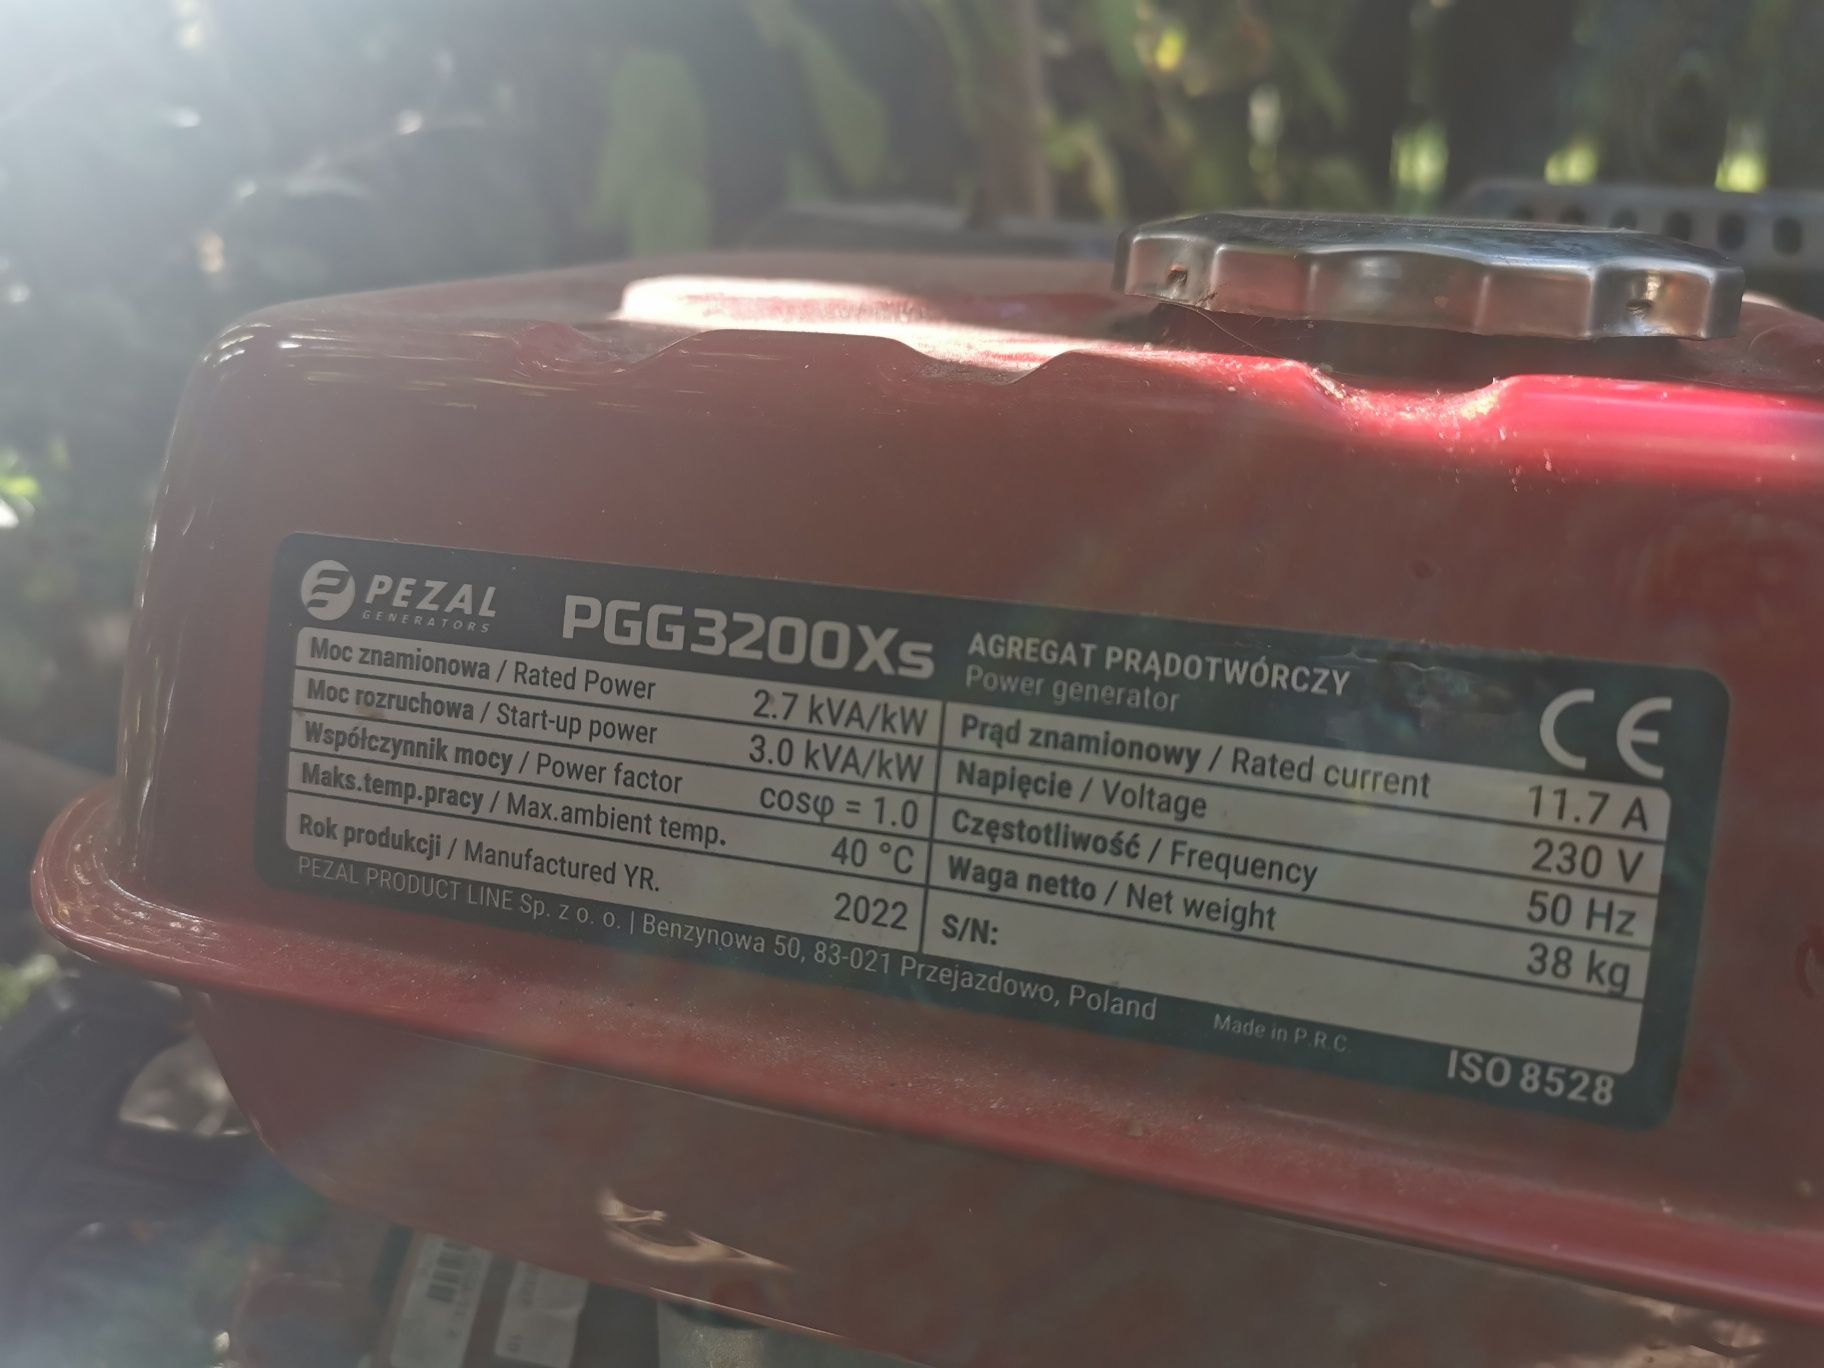 PEZAL
GENERATORS
PGG3200Xs
AGREGAT PRĄDOTWÓRCZY
Power generator
CE
Moc znamionowa / Rated Power 2.7 kVA/kW
Moc rozruchowa / Start-up power 3.0 kVA/kW
Współczynnik mocy / Power factor cosφ = 1.0
Maks.temp.pracy / Max.ambient temp. 40 °C
Rok produkcji / Manufactured YR. 2022
Prąd znamionowy / Rated current 11.7 A
Napięcie / Voltage 230 V
Częstotliwość / Frequency 50 Hz
Waga netto / Net weight 38 kg
S/N:
PEZAL PRODUCT LINE Sp. z o. o. | Benzynowa 50, 83-021 Przejazdowo, Poland
Made in P.R.C.
ISO 8528